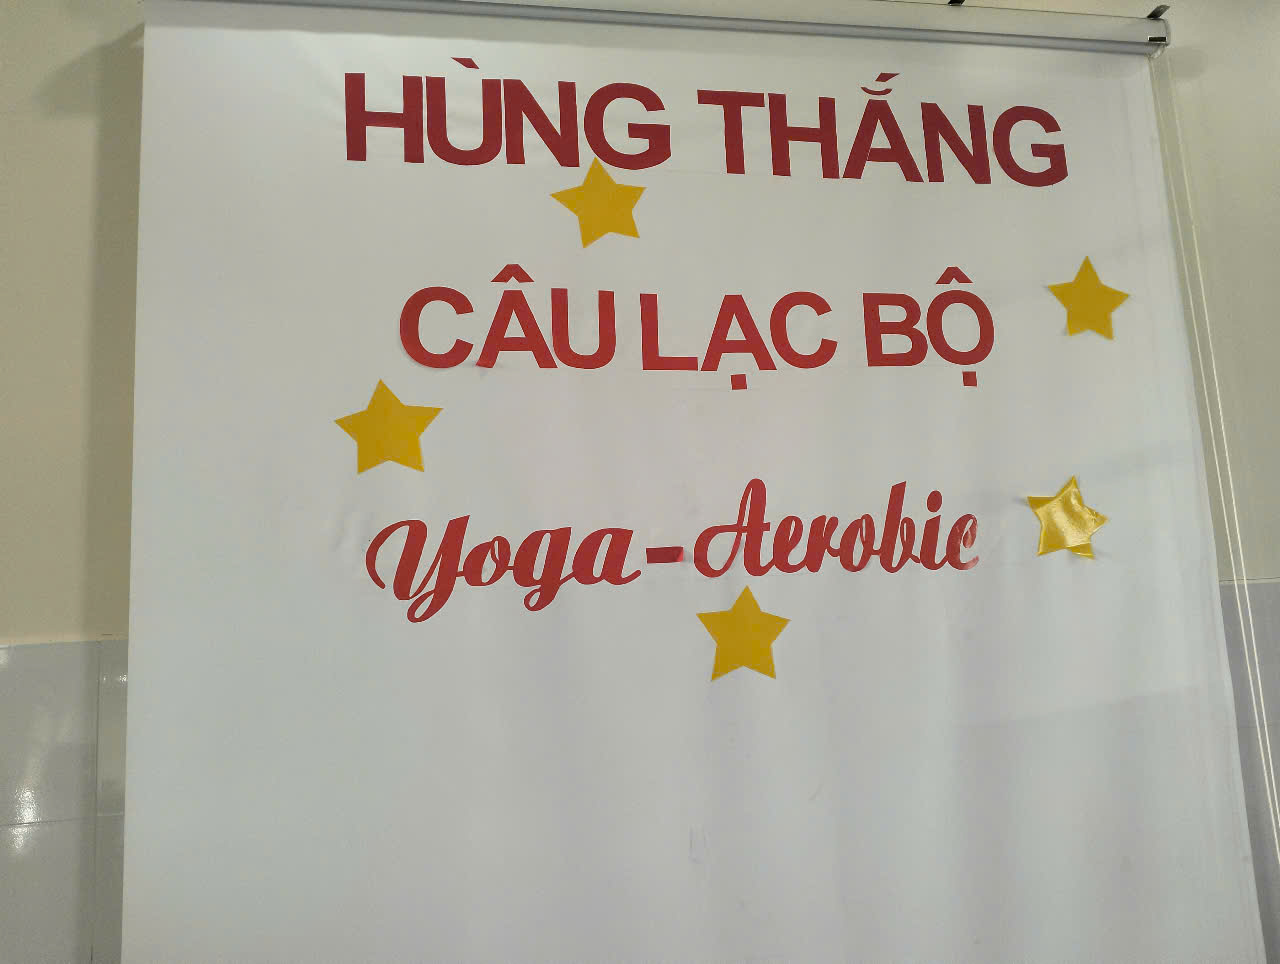 HÙNG THẮNG
CÂU LẠC BỘ
Yoga-Aerobic